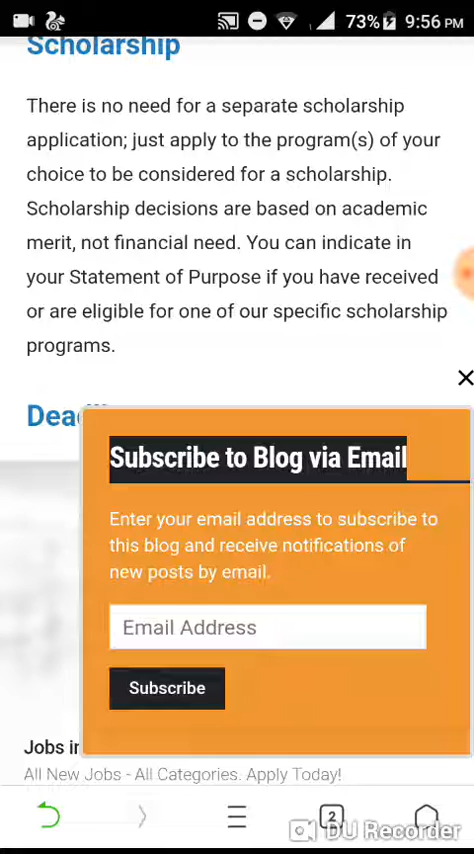 73% 9:56 PM
Scholarship
There is no need for a separate scholarship
application; just apply to the program(s) of your
choice to be considered for a scholarship.
Scholarship decisions are based on academic
merit, not financial need. You can indicate in
your Statement of Purpose if you have received
or are eligible for one of our specific scholarship
programs.
Subscribe to Blog via Email
Enter your email address to subscribe to
this blog and receive notifications of
new posts by email.
Email Address
Subscribe
Jobs in
All New Jobs - All Categories. Apply Today!
2
DU Recorder